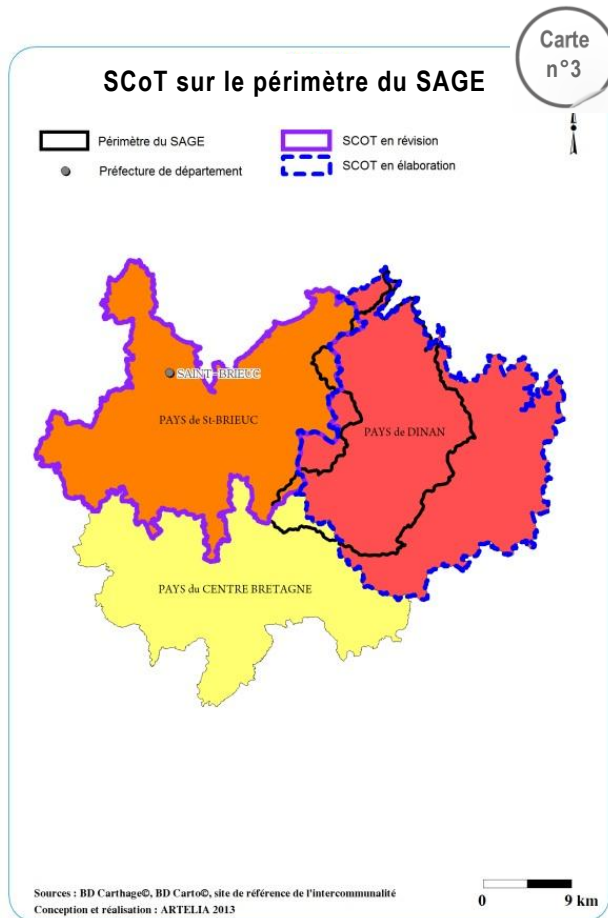 Carte
n°3
SCoT sur le périmètre du SAGE
Périmètre du SAGE
SCOT en révision
Préfecture de département
SCOT en élaboration
SAINT-BRIEUC
PAYS de St-BRIEUC
PAYS de DINAN
PAYS du CENTRE BRETAGNE
Sources : BD Carthage©, BD Carto©, site de référence de l'intercommunalité
Conception et réalisation : ARTELIA 2013
0 9 km